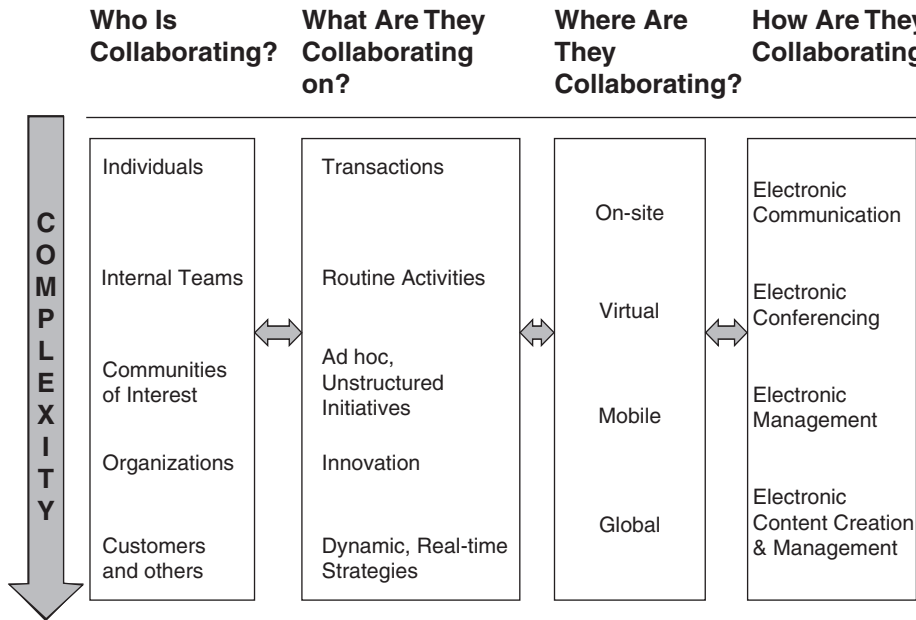 Who Is
Collaborating?
What Are They
Collaborating
on?
Where Are
They
Collaborating?
How Are They
Collaborating
COMPLEXITY
Individuals
Internal Teams
Communities
of Interest
Organizations
Customers
and others
Transactions
Routine Activities
Ad hoc,
Unstructured
Initiatives
Innovation
Dynamic, Real-time
Strategies
On-site
Virtual
Mobile
Global
Electronic
Communication
Electronic
Conferencing
Electronic
Management
Electronic
Content Creation
& Management